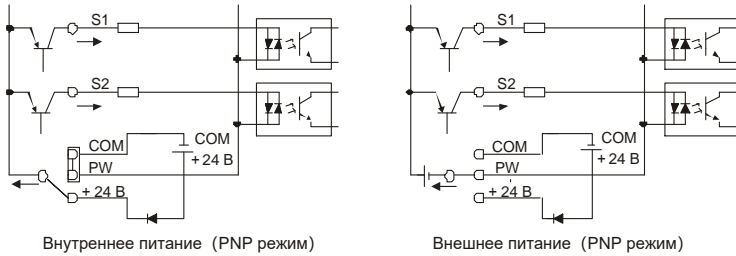 S1
S2
COM
COM
+ 24 В
PW
+ 24 В
Внутреннее питание (PNP режим)
S1
S2
COM
COM
+ 24 В
PW
+ 24 В
Внешнее питание (PNP режим)